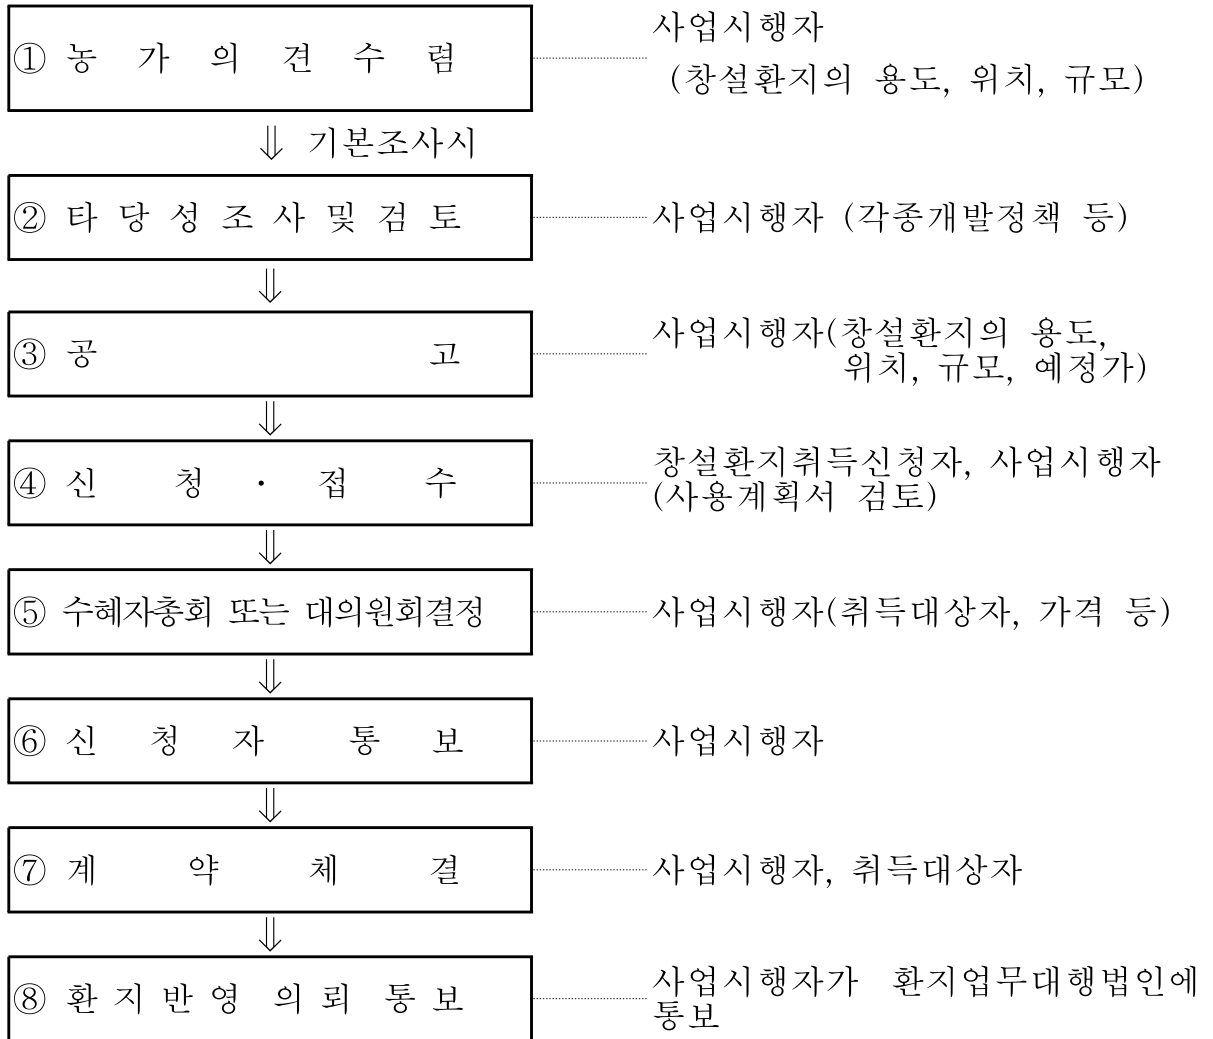 ① 농 가 의 견 수 렴
사업시행자
(창설환지의 용도, 위치, 규모)
⇓ 기본조사시
② 타 당 성 조 사 및 검 토
사업시행자 (각종개발정책 등)
⇓
③ 공 고
사업시행자(창설환지의 용도,
위치, 규모, 예정가)
⇓
④ 신 청 · 접 수
창설환지취득신청자, 사업시행자
(사용계획서 검토)
⇓
⑤ 수혜자총회 또는 대의원회결정
사업시행자(취득대상자, 가격 등)
⇓
⑥ 신 청 자 통 보
사업시행자
⇓
⑦ 계 약 체 결
사업시행자, 취득대상자
⇓
⑧ 환 지 반 영 의 뢰 통 보
사업시행자가 환지업무대행법인에
통보